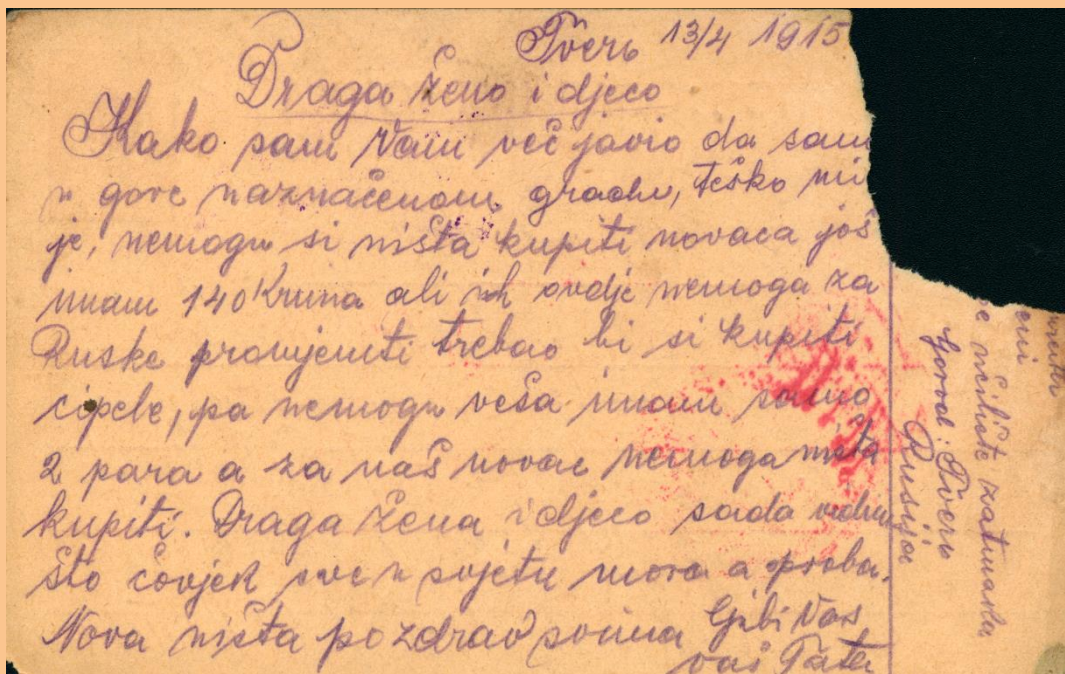 Tver 13/4 1915
Draga ženo i djeco
Kako sam Vam več javio da sam
u gore naznačenom gradu, teško mi
je, nemogu si ništa kupiti novaca još
imam 140 Kruna ali ih ovdje nemoga za
Ruske promjeniti trebao bi si kupiti
cipele, pa nemogu veša imam samo
2 para a za naš novac nemoga ništa
kupiti. Draga žena i djeco sada vidim
što čovjek sve u svjetu mora a proba.
Nova ništa pozdrav svima ljubi Vas
vaš Tata
Gorod: Tver
Rusija